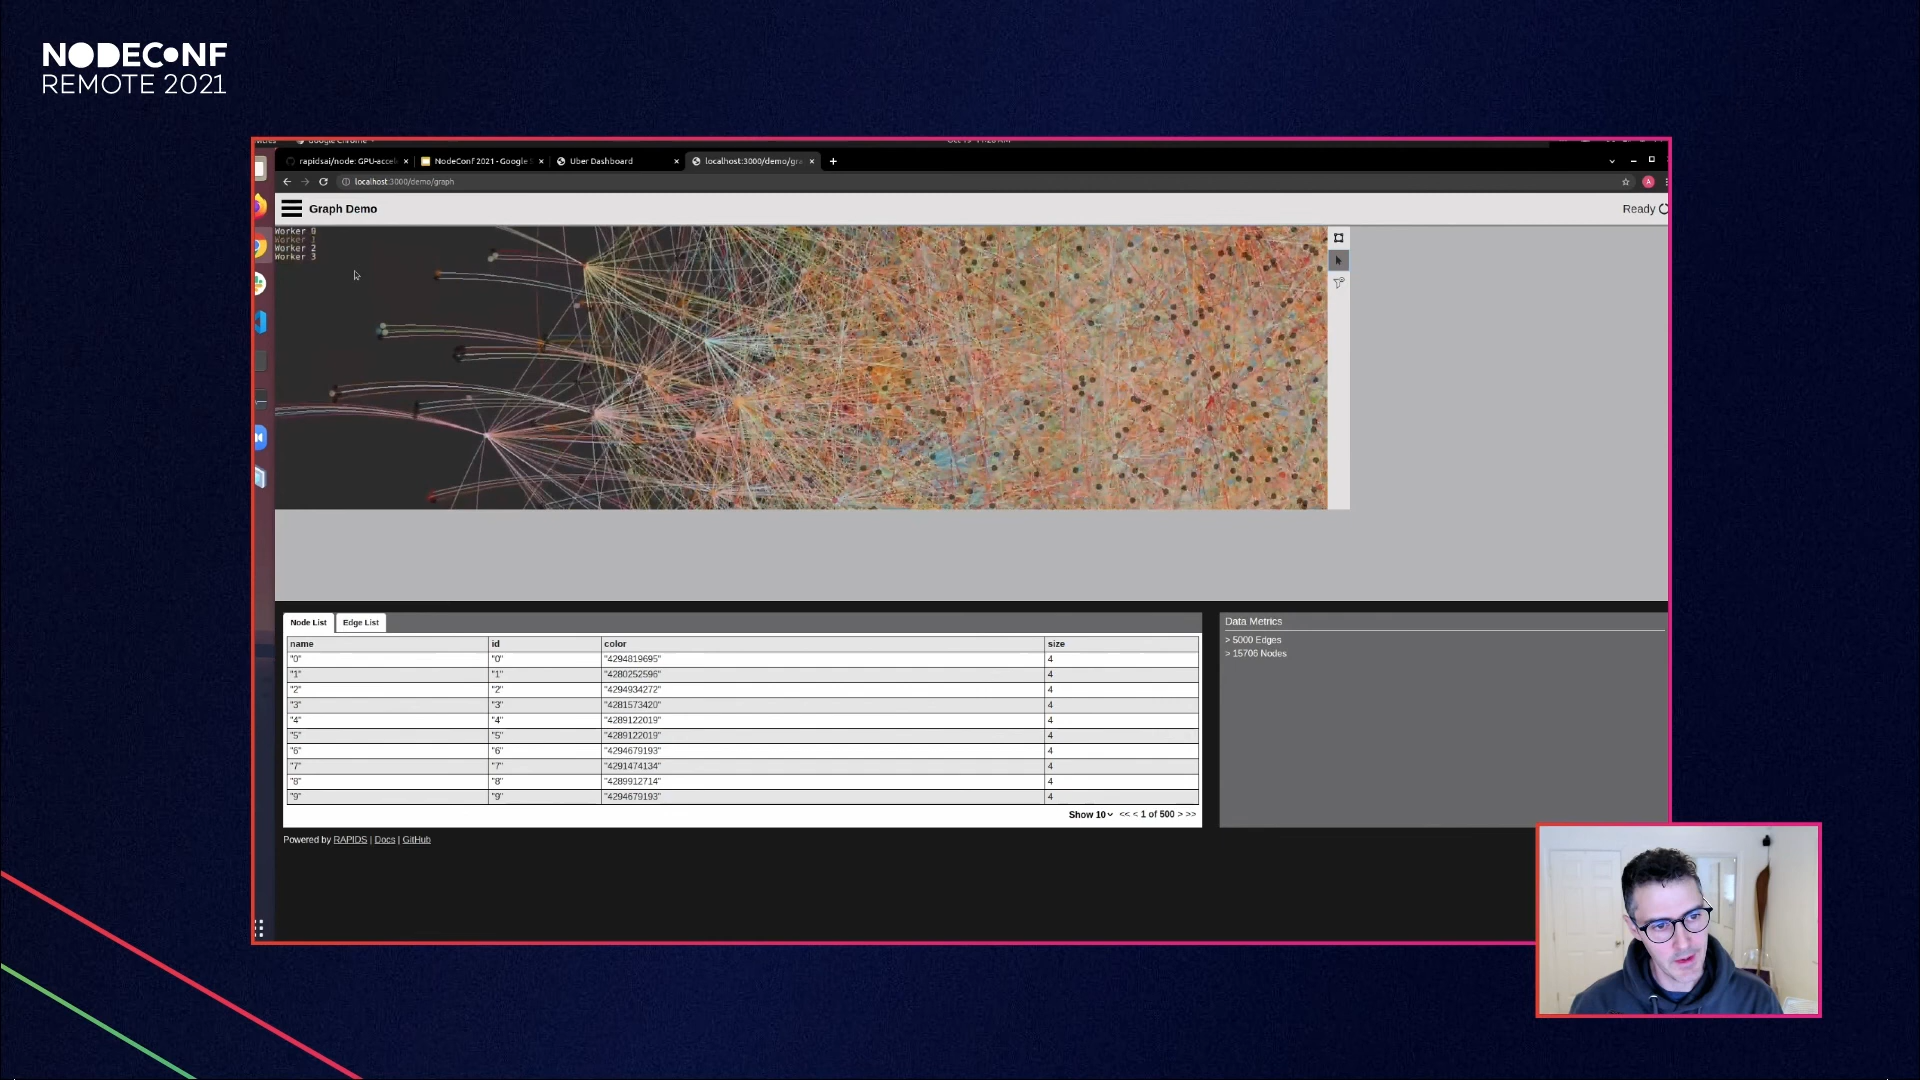 NODECONF
REMOTE 2021
Google Chrome
rapidsai/node: GPU-accel
NodeConf 2021 - Google S
Uber Dashboard
localhost:3000/demo/gra
localhost:3000/demo/graph
A
Graph Demo
Ready
Worker 0
Worker 1
Worker 2
Worker 3
Node List
Edge List
name id color size
"0" "0" "4294819695" 4
"1" "1" "4280252596" 4
"2" "2" "4294934272" 4
"3" "3" "4281573420" 4
"4" "4" "4289122019" 4
"5" "5" "4289122019" 4
"6" "6" "4294679193" 4
"7" "7" "4291474134" 4
"8" "8" "4289912714" 4
"9" "9" "4294679193" 4
Show 10 << < 1 of 500 > >>
Data Metrics
> 5000 Edges
> 15706 Nodes
Powered by RAPIDS | Docs | GitHub